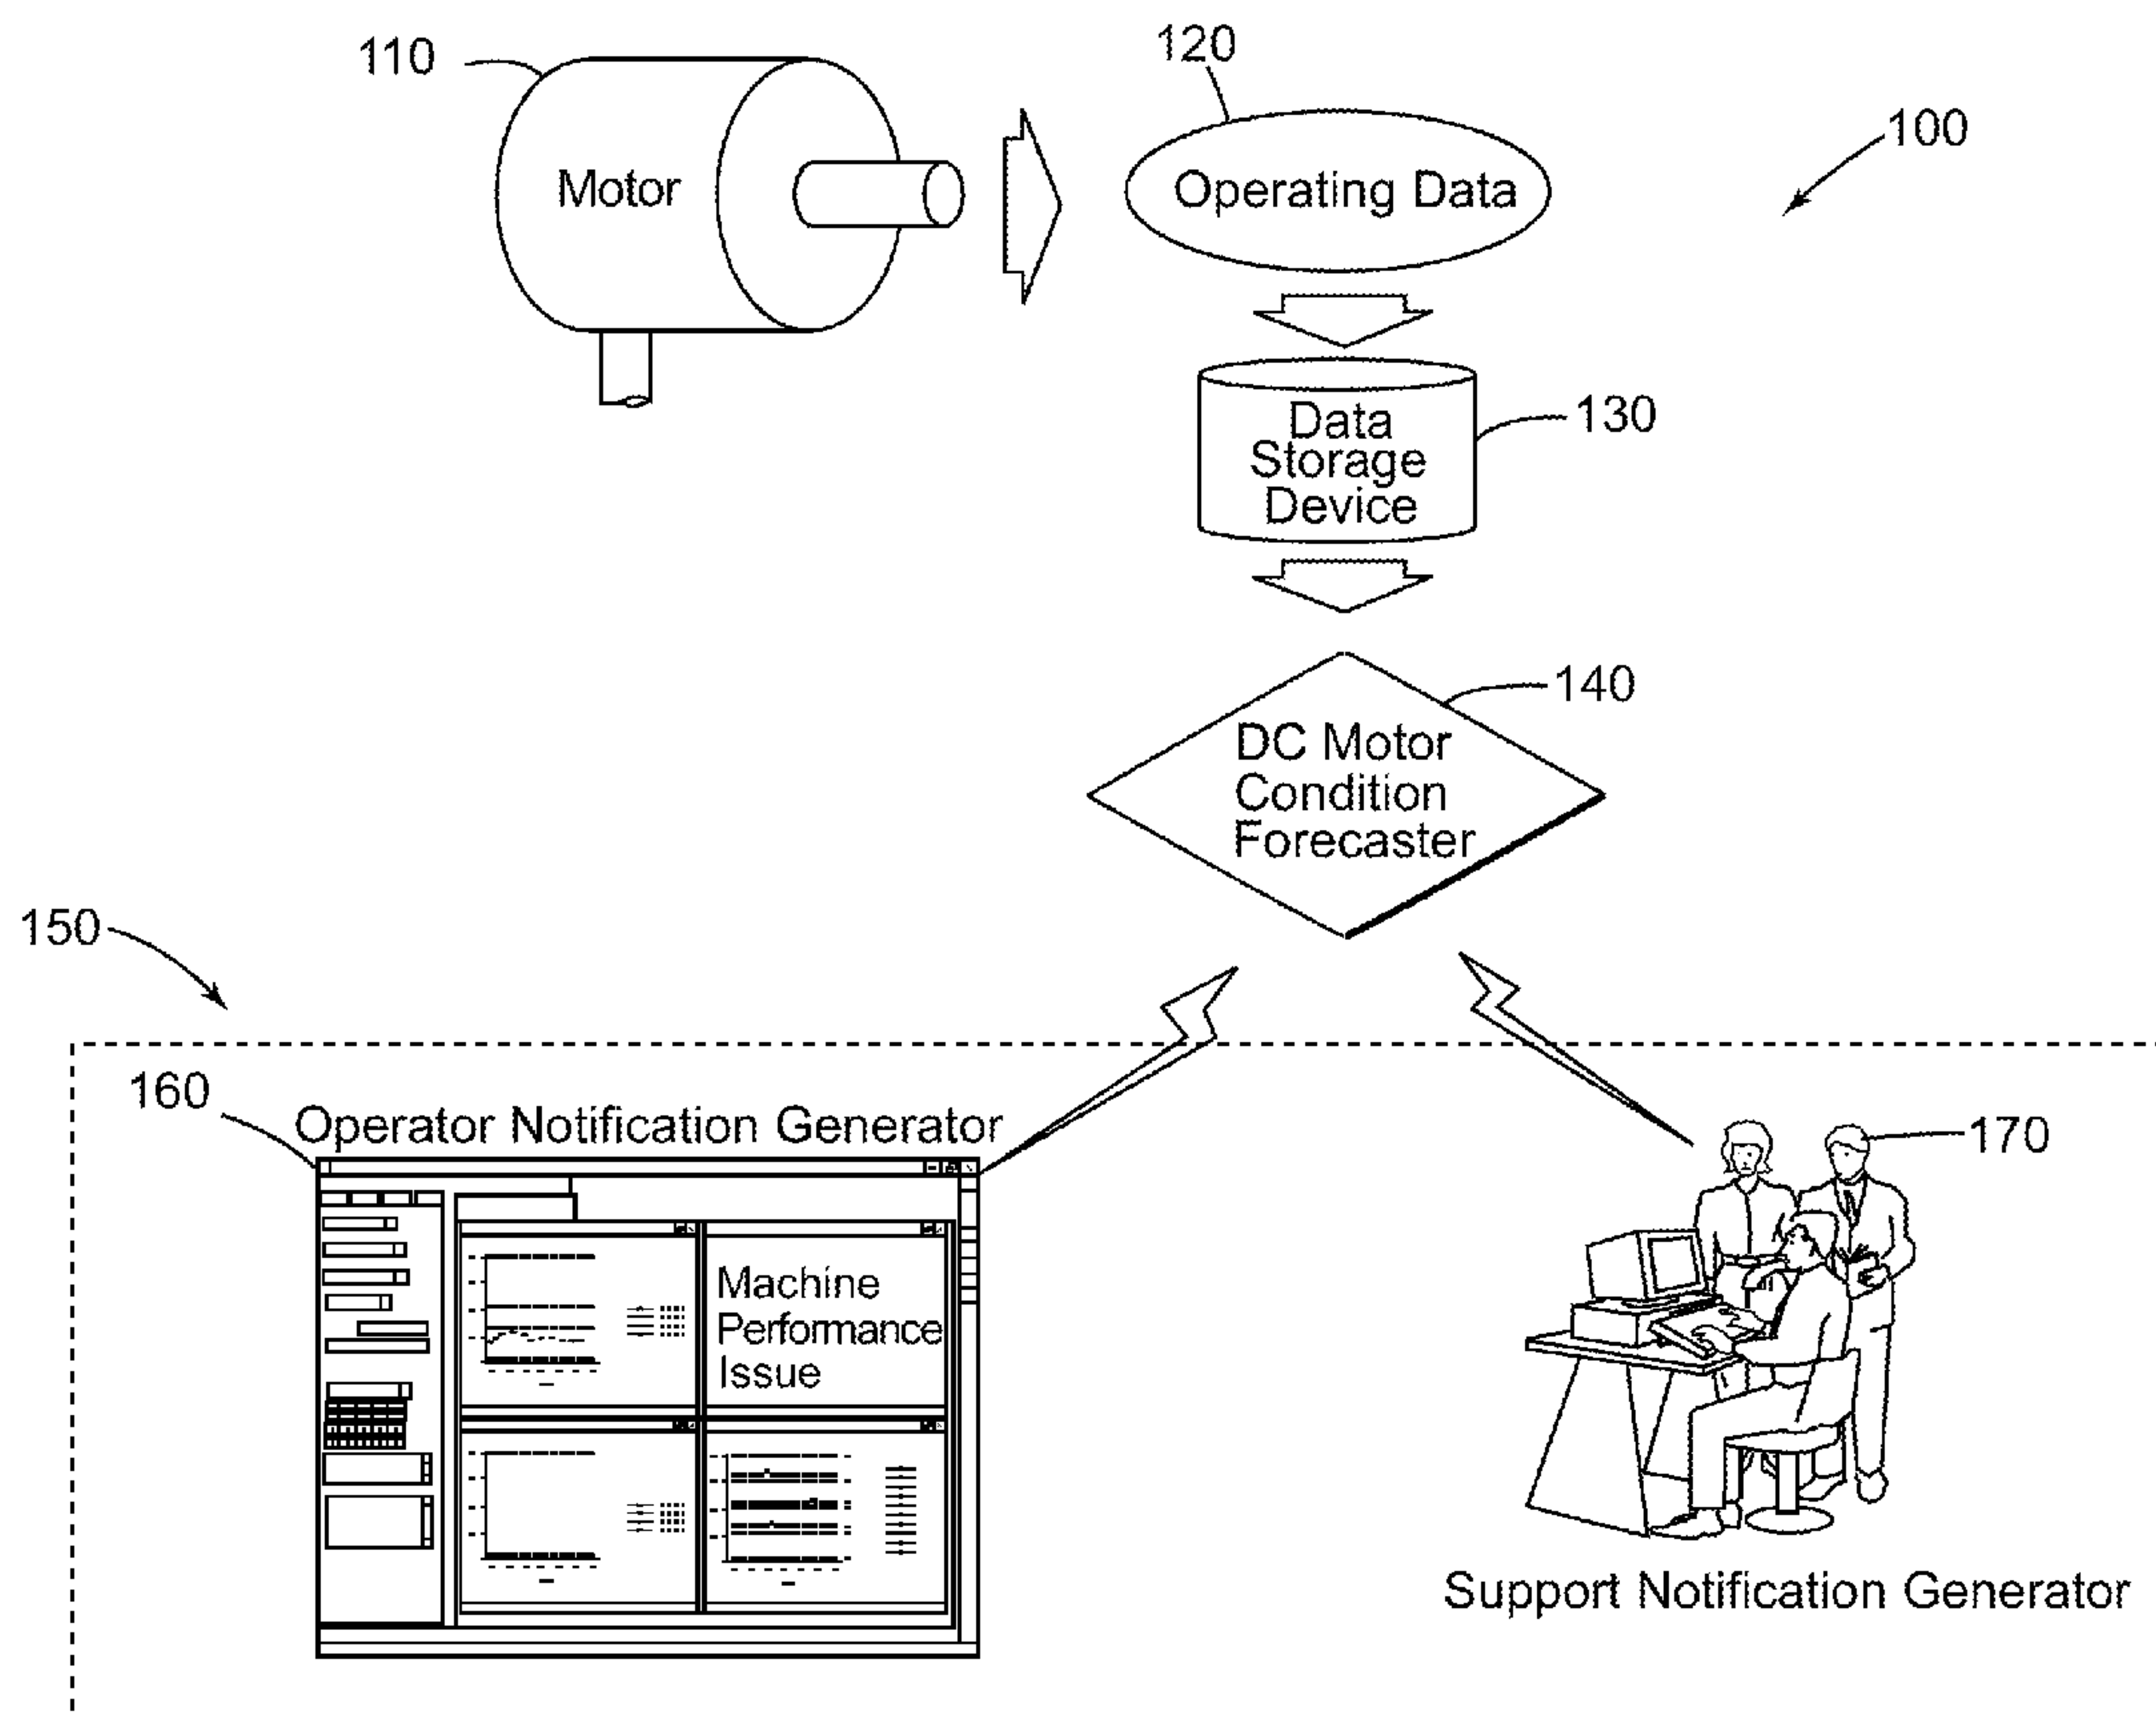 110
120
100
Motor
Operating Data
Data
Storage
Device
130
140
DC Motor
Condition
Forecaster
150
160
Operator Notification Generator
170
Machine
Performance
Issue
Support Notification Generator